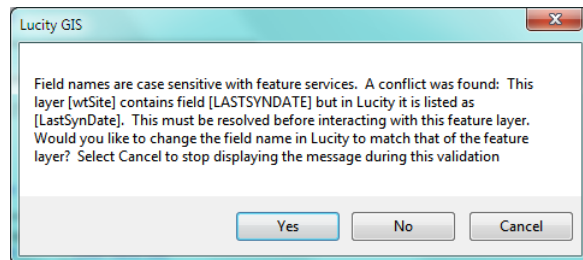 Lucity GIS
Field names are case sensitive with feature services.  A conflict was found:  This
layer [wtSite] contains field [LASTSYNDATE] but in Lucity it is listed as
[LastSynDate].  This must be resolved before interacting with this feature layer.
Would you like to change the field name in Lucity to match that of the feature
layer?  Select Cancel to stop displaying the message during this validation
Yes No Cancel